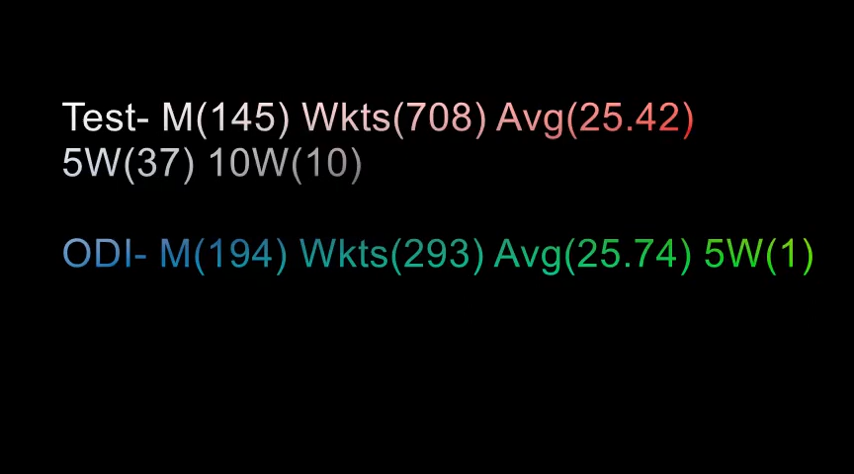 Test- M(145) Wkts(708) Avg(25.42)
5W(37) 10W(10)
ODI- M(194) Wkts(293) Avg(25.74) 5W(1)